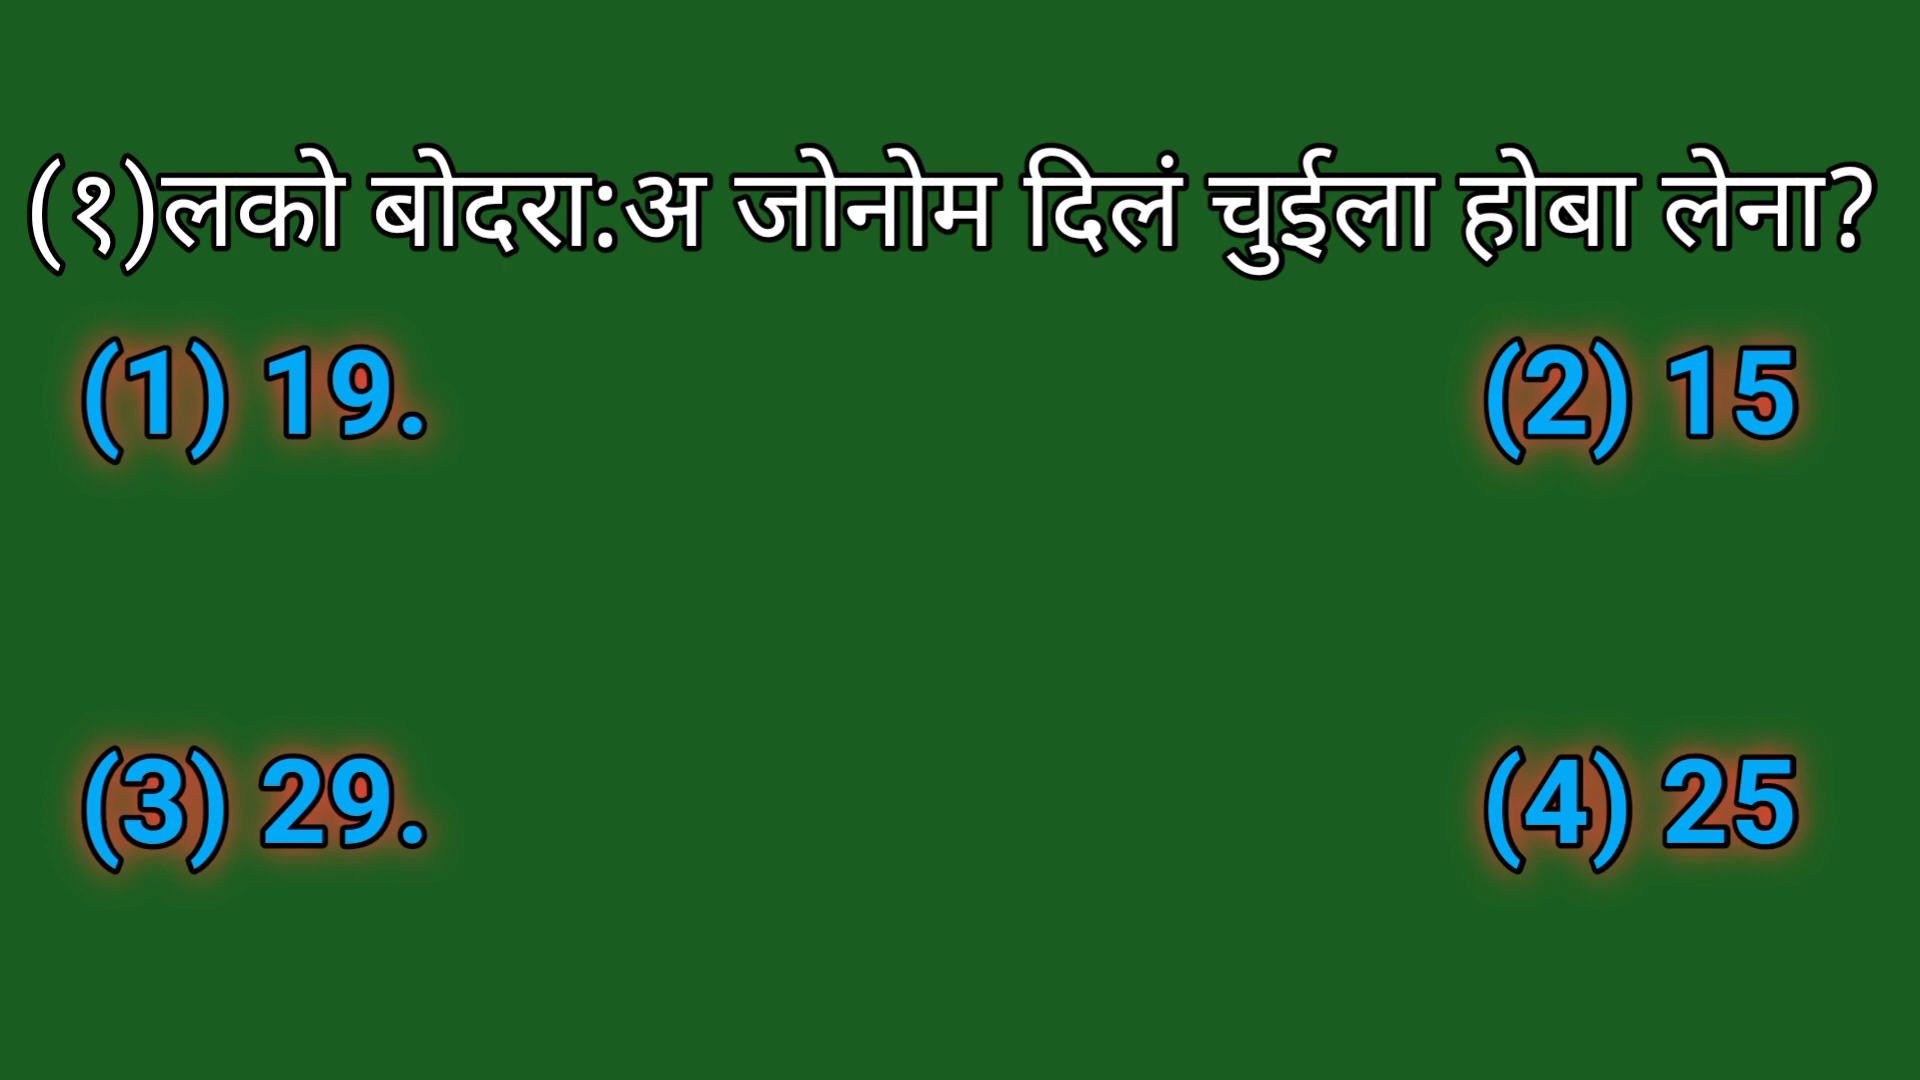 (१)लको बोदरा:अ जोनोम दिलं चुईला होबा लेना?
(1) 19.
(2) 15
(3) 29.
(4) 25